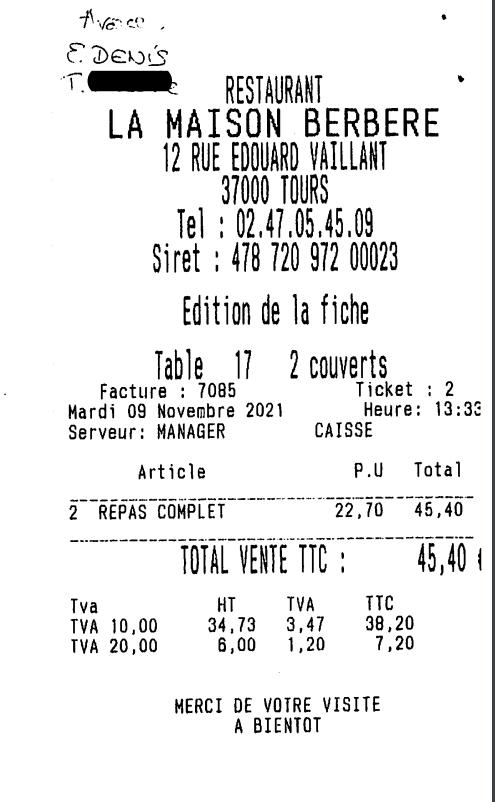 Avec
E. DENIS
T.
RESTAURANT
LA MAISON BERBERE
12 RUE EDOUARD VAILLANT
37000 TOURS
Tel : 02.47.05.45.09
Siret : 478 720 972 00023
Edition de la fiche
Table 17 2 couverts
Facture : 7085 Ticket : 2
Mardi 09 Novembre 2021 Heure: 13:33
Serveur: MANAGER CAISSE
Article P.U Total
2 REPAS COMPLET 22,70 45,40
TOTAL VENTE TTC : 45,40 €
Tva HT TVA TTC
TVA 10,00 34,73 3,47 38,20
TVA 20,00 6,00 1,20 7,20
MERCI DE VOTRE VISITE
A BIENTOT